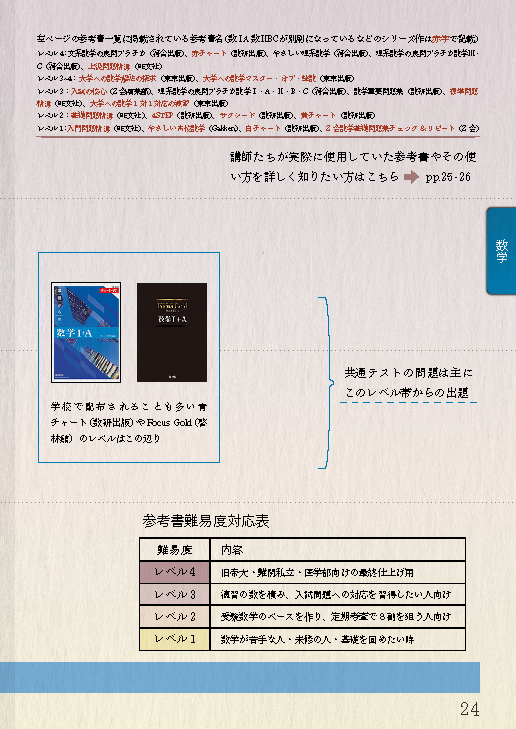 左ページの参考書一覧に掲載されている参考書名(数ⅠA数ⅡBCが別冊になっているなどのシリーズ作は赤字で記載)
レベル4:文系数学の良問プラチカ(河合出版)、赤チャート(数研出版)、やさしい理系数学(河合出版)、理系数学の良問プラチカ数学Ⅲ・
C(河合出版)、上級問題精講(旺文社)
レベル3~4:大学への数学解法の探求(東京出版)、大学への数学マスター・オブ・整数(東京出版)
レベル3:入試の核心(Z会編集部)、理系数学の良問プラチカ数学Ⅰ・A・Ⅱ・B・C(河合出版)、数学重要問題集(数研出版)、標準問題
精講(旺文社)、大学への数学1対1対応の演習(東京出版)
レベル2:基礎問題精講(旺文社)、4STEP(数研出版)、サクシード(数研出版)、黄チャート(数研出版)
レベル1:入門問題精講(旺文社)、やさしい高校数学(Gakken)、白チャート(数研出版)、Z会数学基礎問題集チェック&リピート(Z会)
講師たちが実際に使用していた参考書やその使
い方を詳しく知りたい方はこちら ➡ pp.25-26
数学
チャート式
基礎からの
数学Ⅰ+A
Focus Gold
数学Ⅰ+A
学校で配布されることも多い青
チャート(数研出版)やFocus Gold(啓
林館)のレベルはこの辺り
共通テストの問題は主に
このレベル帯からの出題
参考書難易度対応表
難易度 内容
レベル4 旧帝大・難関私立・医学部向けの最終仕上げ用
レベル3 演習の数を積み、入試問題への対応を習得したい人向け
レベル2 受験数学のベースを作り、定期考査で8割を狙う人向け
レベル1 数学が苦手な人・未修の人・基礎を固めたい時
24